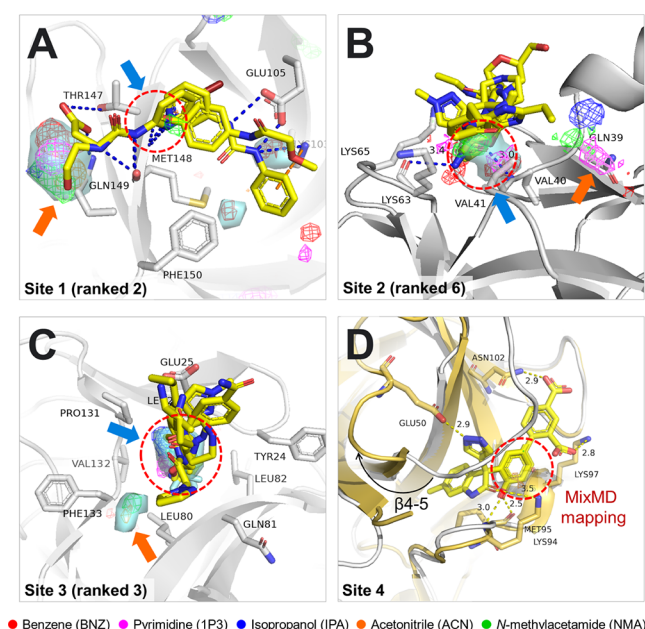 A
THR147
GLU105
MET148
GLN149
PHE150
Site 1 (ranked 2)
B
LYS65
3.4
3.0
GLN39
LYS63
VAL40
VAL41
Site 2 (ranked 6)
C
GLU25
PRO131
TYR24
VAL132
LEU82
PHE133
LEU80
GLN81
Site 3 (ranked 3)
D
ASN102
2.9
GLU50
2.9
2.8
LYS97
β4-5
3.5
3.0
2.5
MixMD
mapping
MET95
LYS94
Site 4
Benzene (BNZ) Pyrimidine (1P3) Isopropanol (IPA) Acetonitrile (ACN) N-methylacetamide (NMA)